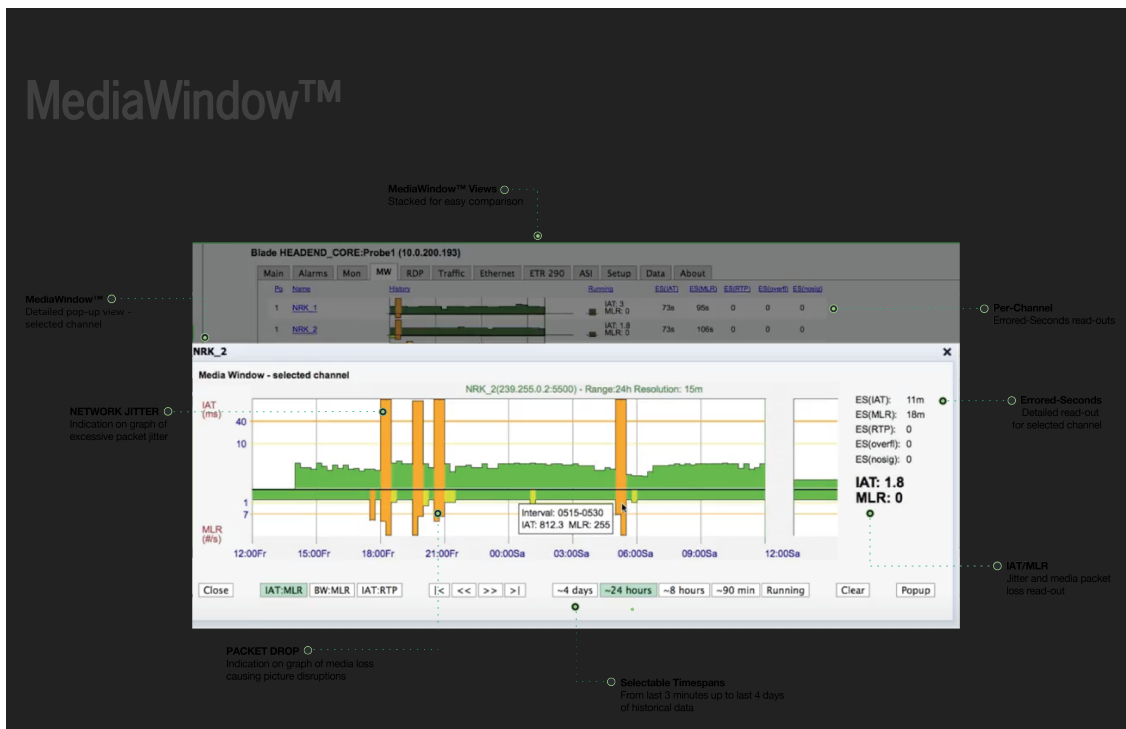 MediaWindow™
MediaWindow™ Views
Stacked for easy comparison
Blade HEADEND_CORE:Probe1 (10.0.200.193)
Main Alarms Mon MW RDP Traffic Ethernet ETR 290 ASI Setup Data About
Pg Name History Running ES(IAT) ES(MLR) ES(RTP) ES(overfl) ES(nosig)
1 NRK_1 IAT: 3 MLR: 0 73s 95s 0 0 0
1 NRK_2 IAT: 1.8 MLR: 0 73s 106s 0 0 0
MediaWindow™
Detailed pop-up view -
selected channel
Per-Channel
Errored-Seconds read-outs
NRK_2 ×
Media Window - selected channel
NRK_2(239.255.0.2:5500) - Range:24h Resolution: 15m
IAT
(ms)
40
10
1
7
MLR
(#/s)
Interval: 0515-0530
IAT: 812.3 MLR: 255
12:00Fr 15:00Fr 18:00Fr 21:00Fr 00:00Sa 03:00Sa 06:00Sa 09:00Sa 12:00Sa
ES(IAT): 11m
ES(MLR): 18m
ES(RTP): 0
ES(overfl): 0
ES(nosig): 0
IAT: 1.8
MLR: 0
Close IAT:MLR BW:MLR IAT:RTP |< << >> >| ~4 days ~24 hours ~8 hours ~90 min Running Clear Popup
NETWORK JITTER
Indication on graph of
excessive packet jitter
Errored-Seconds
Detailed read-out
for selected channel
IAT/MLR
Jitter and media packet
loss read-out
PACKET DROP
Indication on graph of media loss
causing picture disruptions
Selectable Timespans
From last 3 minutes up to last 4 days
of historical data